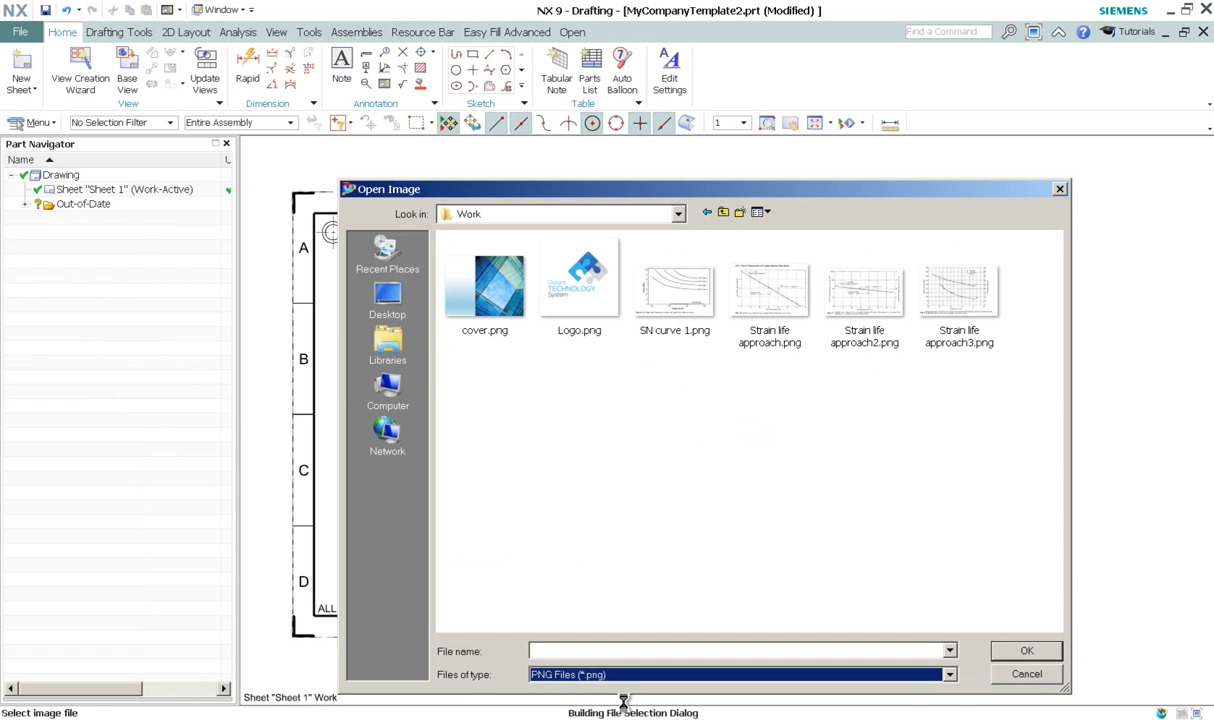 NX
Window
NX 9 - Drafting - [MyCompanyTemplate2.prt (Modified) ]
SIEMENS
File Home Drafting Tools 2D Layout Analysis View Tools Assemblies Resource Bar Easy Fill Advanced Open
Find a Command
Tutorials
New Sheet
View Creation Wizard
Base View
Update Views
Rapid
Note
Tabular Note
Parts List
Auto Balloon
Edit Settings
View Dimension Annotation Sketch Table
Menu No Selection Filter Entire Assembly 1
Part Navigator
Name
Drawing
Sheet "Sheet 1" (Work-Active)
Out-of-Date
A
B
C
D
ALL
Sheet "Sheet 1" Work
Open Image
Look in: Work
Recent Places
Desktop
Libraries
Computer
Network
Dream
TECHNOLOGY
System
cover.png
Logo.png
SN curve 1.png
Strain life approach.png
Strain life approach2.png
Strain life approach3.png
File name:
OK
Files of type: PNG Files (*.png)
Cancel
Select image file
Building File Selection Dialog